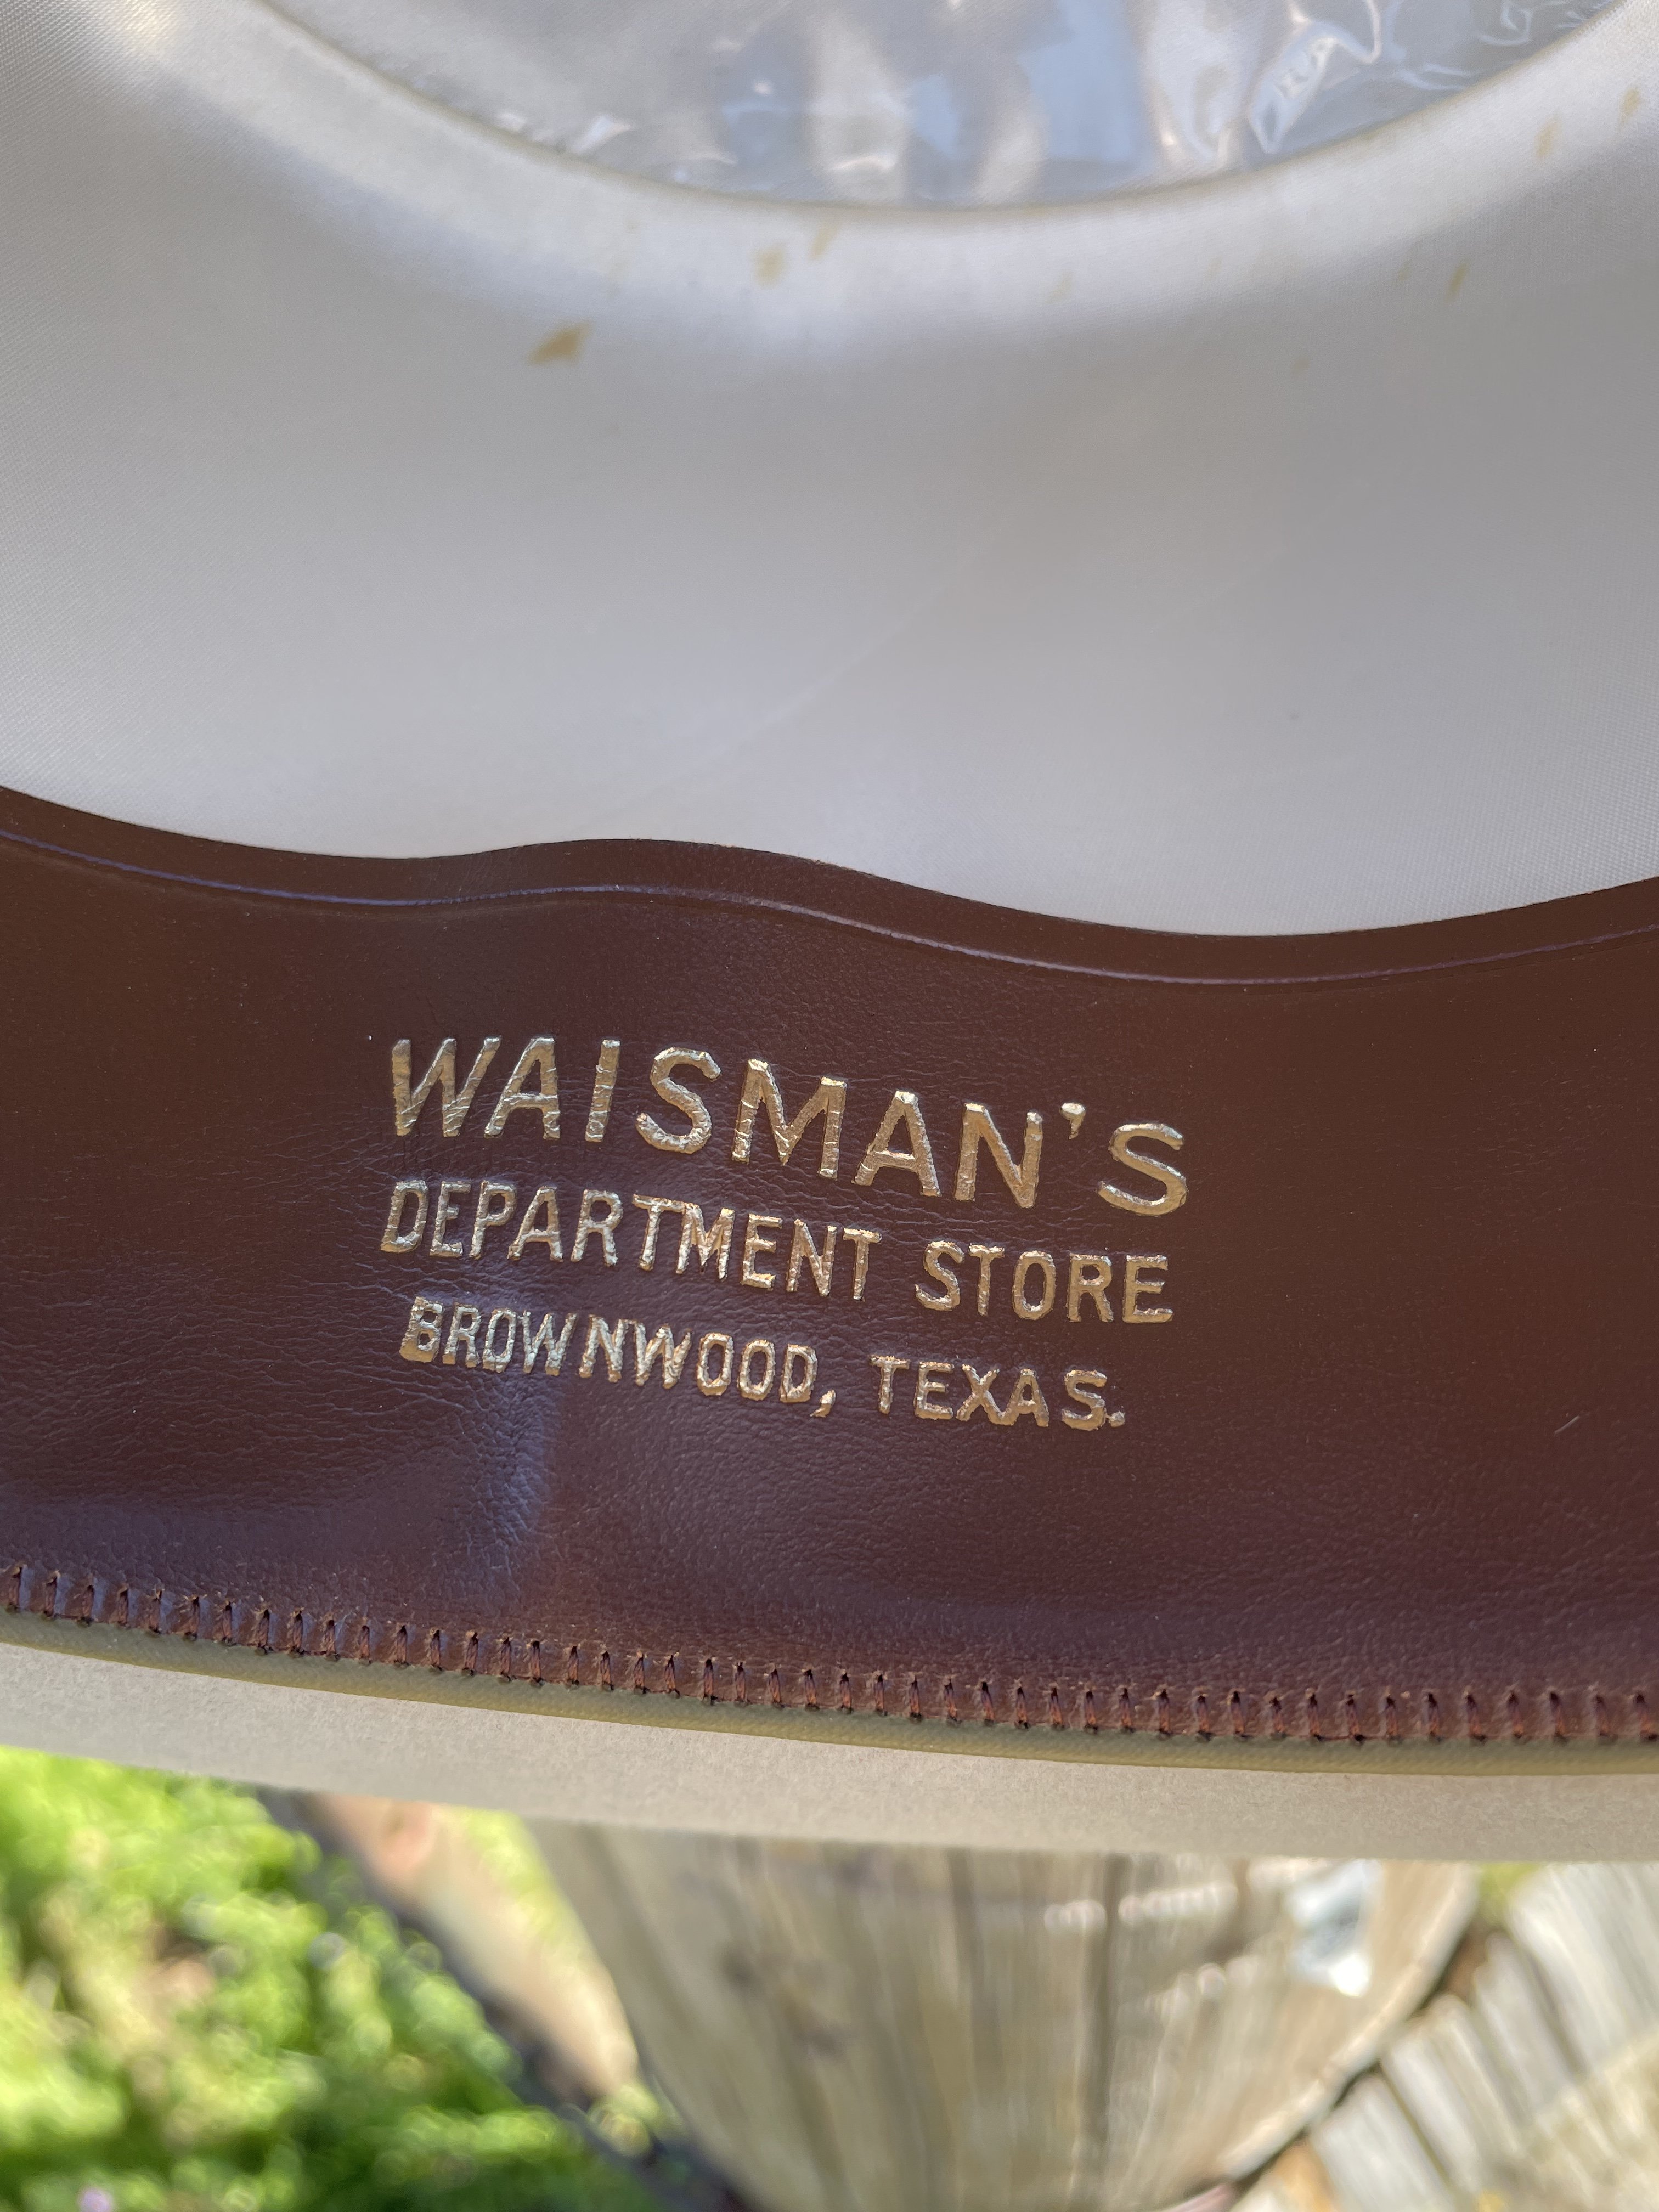 WAISMAN'S
DEPARTMENT STORE
BROWNWOOD, TEXAS.